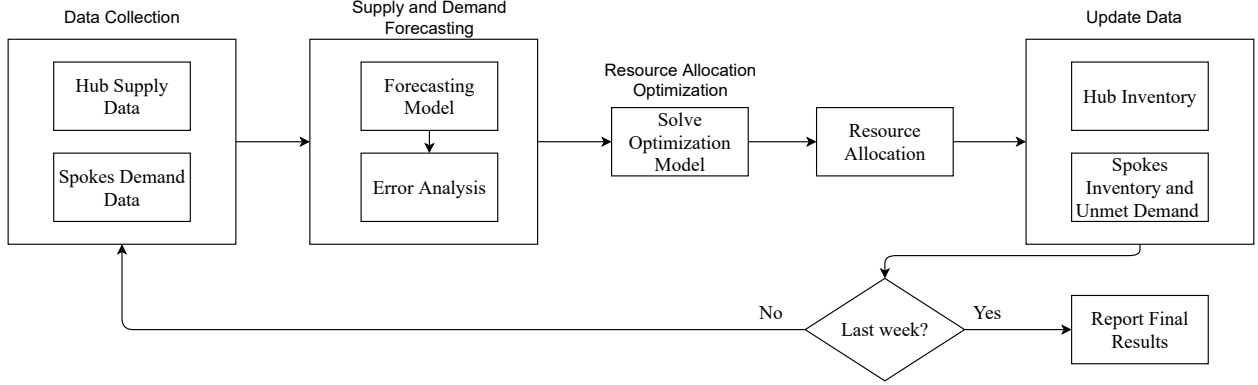 Data Collection
Hub Supply
Data
Spokes Demand
Data
Supply and Demand
Forecasting
Forecasting
Model
Error Analysis
Resource Allocation
Optimization
Solve
Optimization
Model
Resource
Allocation
Update Data
Hub Inventory
Spokes
Inventory and
Unmet Demand
Last week?
No
Yes
Report Final
Results